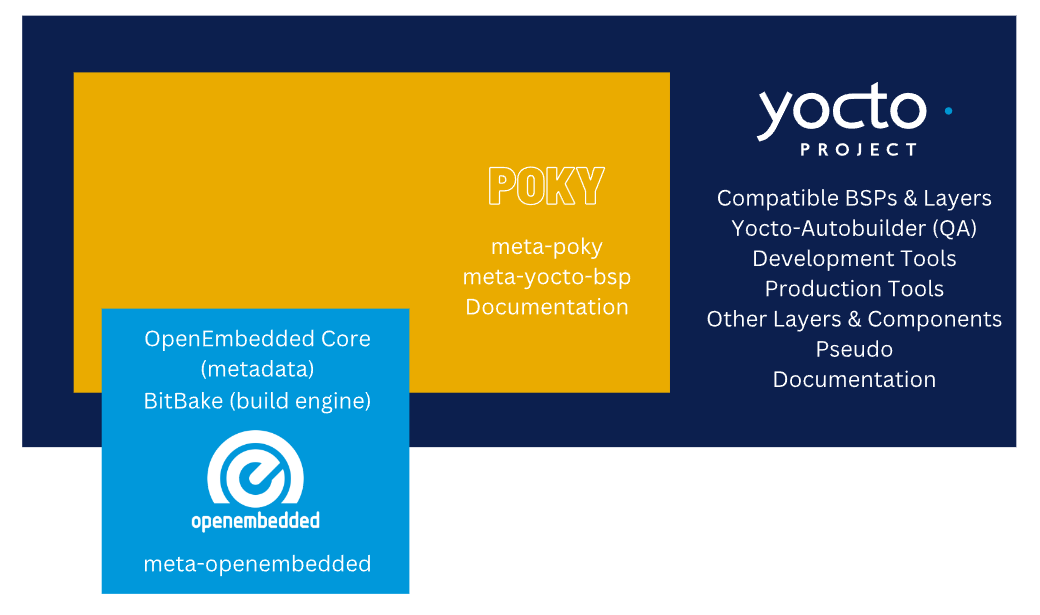 yocto
PROJECT
POKY
meta-poky
meta-yocto-bsp
Documentation
Compatible BSPs & Layers
Yocto-Autobuilder (QA)
Development Tools
Production Tools
Other Layers & Components
Pseudo
Documentation
OpenEmbedded Core
(metadata)
BitBake (build engine)
openembedded
meta-openembedded